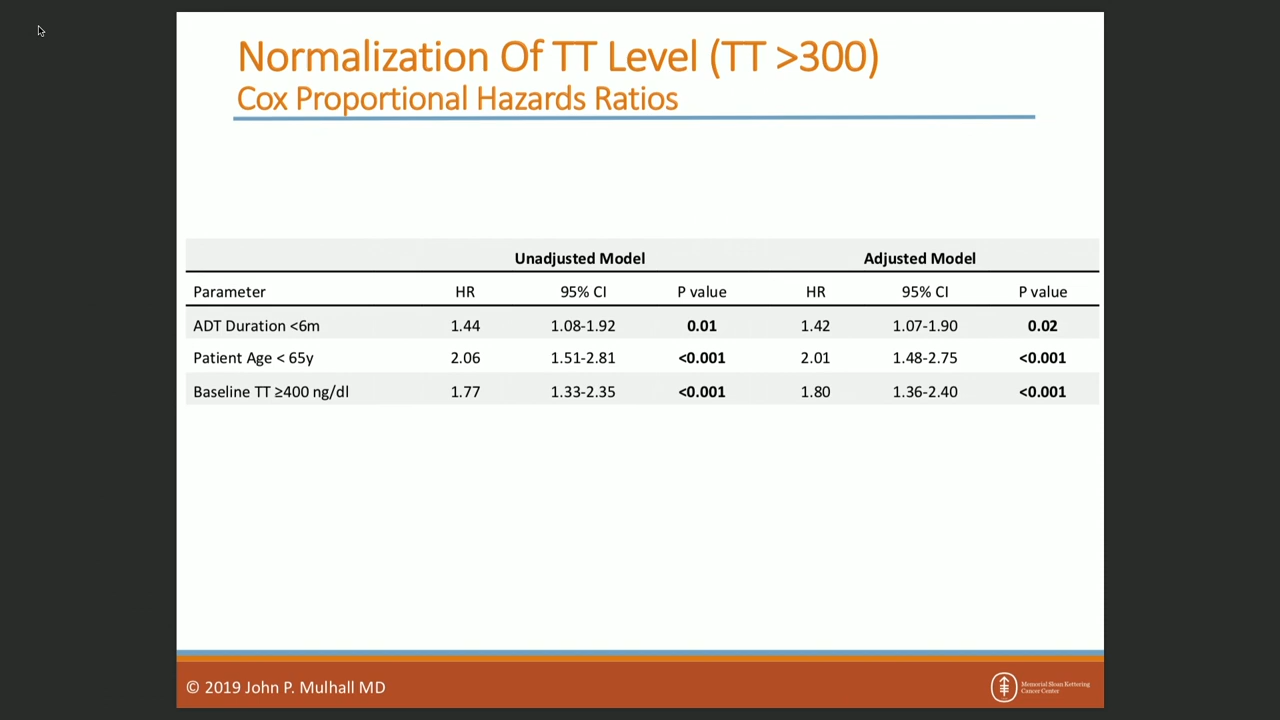 Normalization Of TT Level (TT >300)
Cox Proportional Hazards Ratios
Unadjusted Model Adjusted Model
Parameter HR 95% CI P value HR 95% CI P value
ADT Duration <6m 1.44 1.08-1.92 0.01 1.42 1.07-1.90 0.02
Patient Age < 65y 2.06 1.51-2.81 <0.001 2.01 1.48-2.75 <0.001
Baseline TT ≥400 ng/dl 1.77 1.33-2.35 <0.001 1.80 1.36-2.40 <0.001
© 2019 John P. Mulhall MD
Memorial Sloan Kettering
Cancer Center